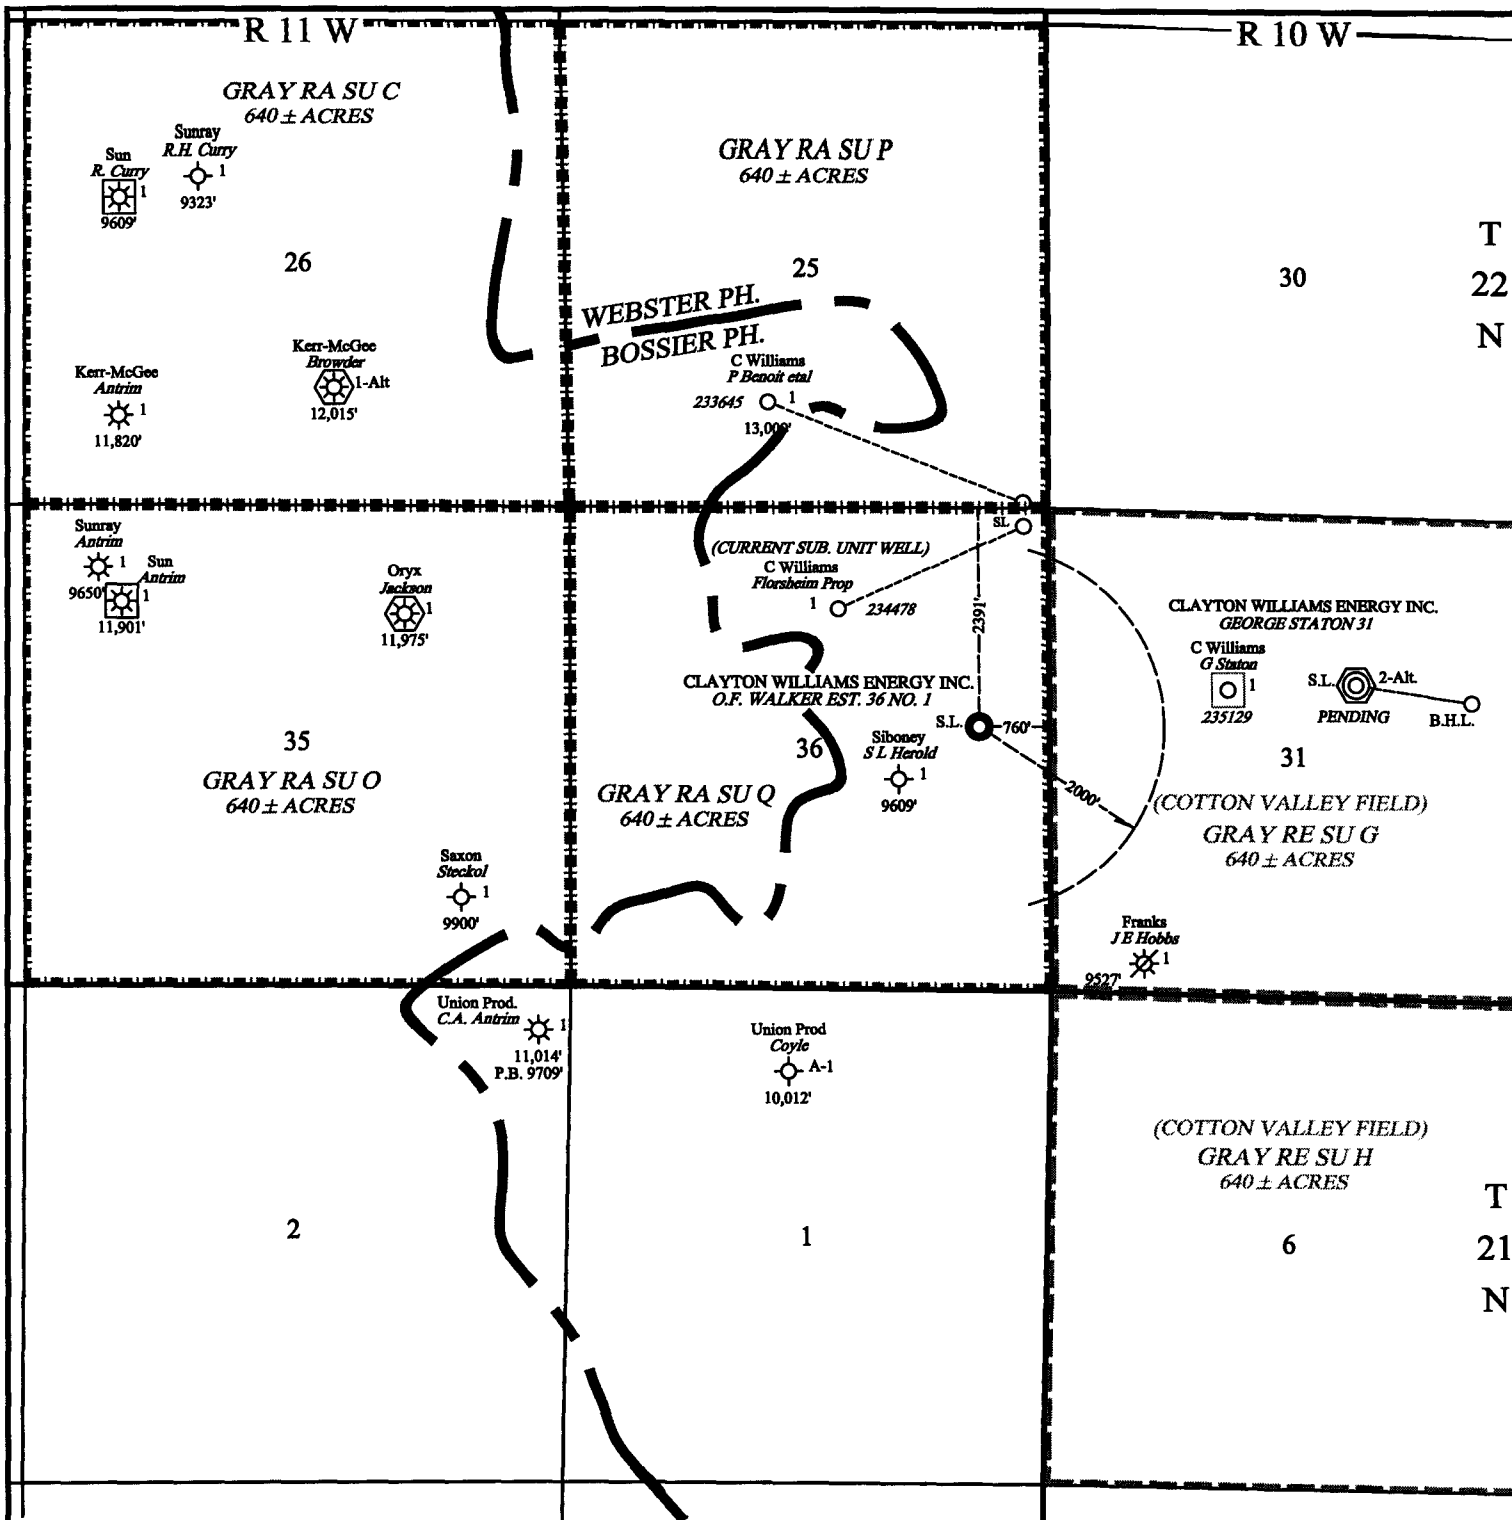 R 11 W
R 10 W
GRAY RA SU C
640 ± ACRES
Sunray
R.H. Curry
1
9323'
Sun
R. Curry
1
9609'
26
Kerr-McGee
Browder
1-Alt
12,015'
Kerr-McGee
Antrim
1
11,820'
GRAY RA SU P
640 ± ACRES
25
WEBSTER PH.
BOSSIER PH.
C Williams
P Benoit etal
233645
1
13,009'
30
T
22
N
Sunray
Antrim
1
9650'
Sun
Antrim
1
11,901'
Oryx
Jackson
1
11,975'
35
GRAY RA SU O
640 ± ACRES
Saxon
Steckol
1
9900'
SL
(CURRENT SUB. UNIT WELL)
C Williams
Florsheim Prop
1
234478
2391'
CLAYTON WILLIAMS ENERGY INC.
O.F. WALKER EST. 36 NO. 1
S.L.
760'
2000'
36
Siboney
S L Herold
1
9609'
GRAY RA SU Q
640 ± ACRES
CLAYTON WILLIAMS ENERGY INC.
GEORGE STATON 31
C Williams
G Staton
1
235129
S.L.
2-Alt.
PENDING
B.H.L.
31
(COTTON VALLEY FIELD)
GRAY RE SU G
640 ± ACRES
Franks
J E Hobbs
1
9527'
Union Prod.
C.A. Antrim
1
11,014'
P.B. 9709'
Union Prod
Coyle
A-1
10,012'
(COTTON VALLEY FIELD)
GRAY RE SU H
640 ± ACRES
2
1
6
T
21
N